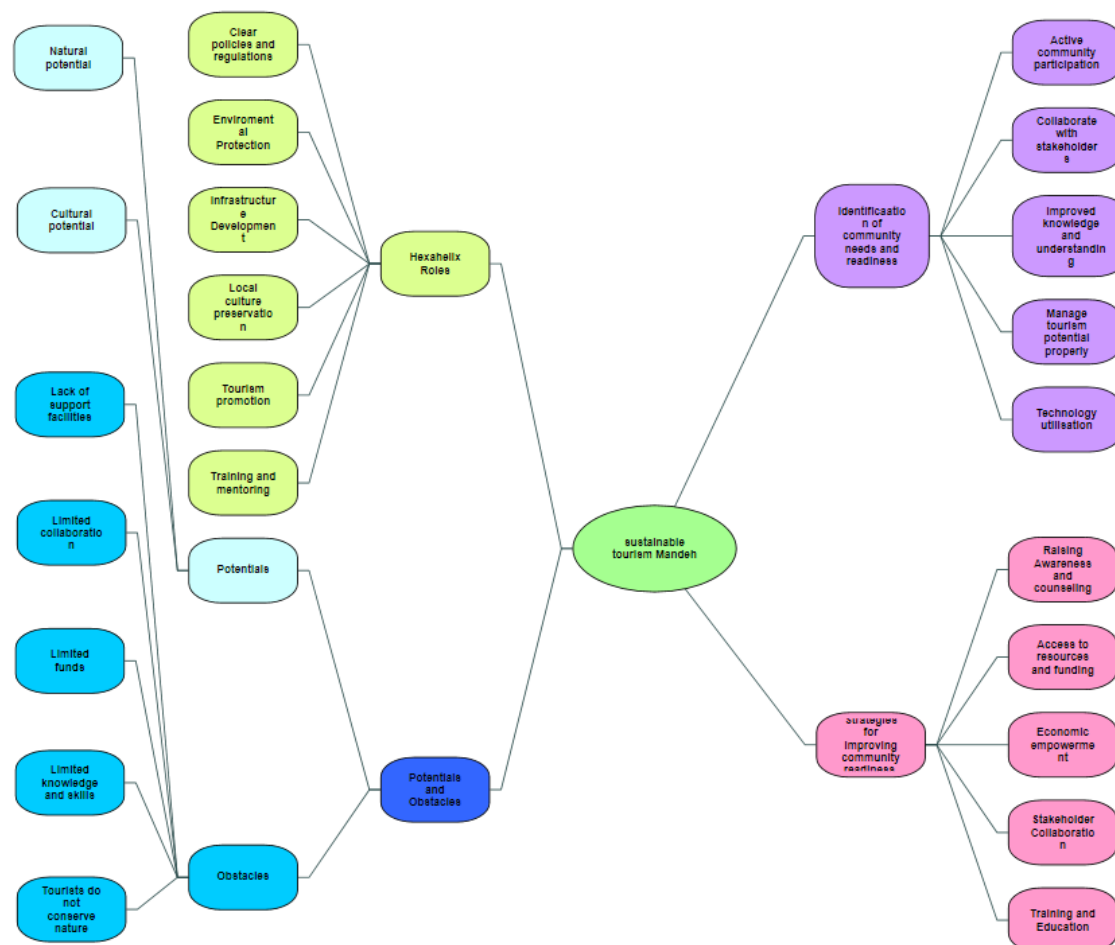 Natural
potential
Cultural
potential
Lack of
support
facilities
Limited
collaboratio
n
Limited
funds
Limited
knowledge
and skills
Tourists do
not
conserve
nature
Clear
policies and
regulations
Enviroment
al
Protection
Infrastructur
e
Developmen
t
Local
culture
preservatio
n
Tourism
promotion
Training and
mentoring
Potentials
Obstacles
Hexahelix
Roles
Potentials
and
Obstacles
sustainable
tourism Mandeh
Identificaatio
n of
community
needs and
readiness
Strategies
for
improving
community
readiness
Active
community
participation
Collaborate
with
stakeholder
s
Improved
knowledge
and
understandin
g
Manage
tourism
potential
properly
Technology
utilisation
Raising
Awareness
and
counseling
Access to
resources
and funding
Economic
empowerme
nt
Stakeholder
Collaboratio
n
Training and
Education